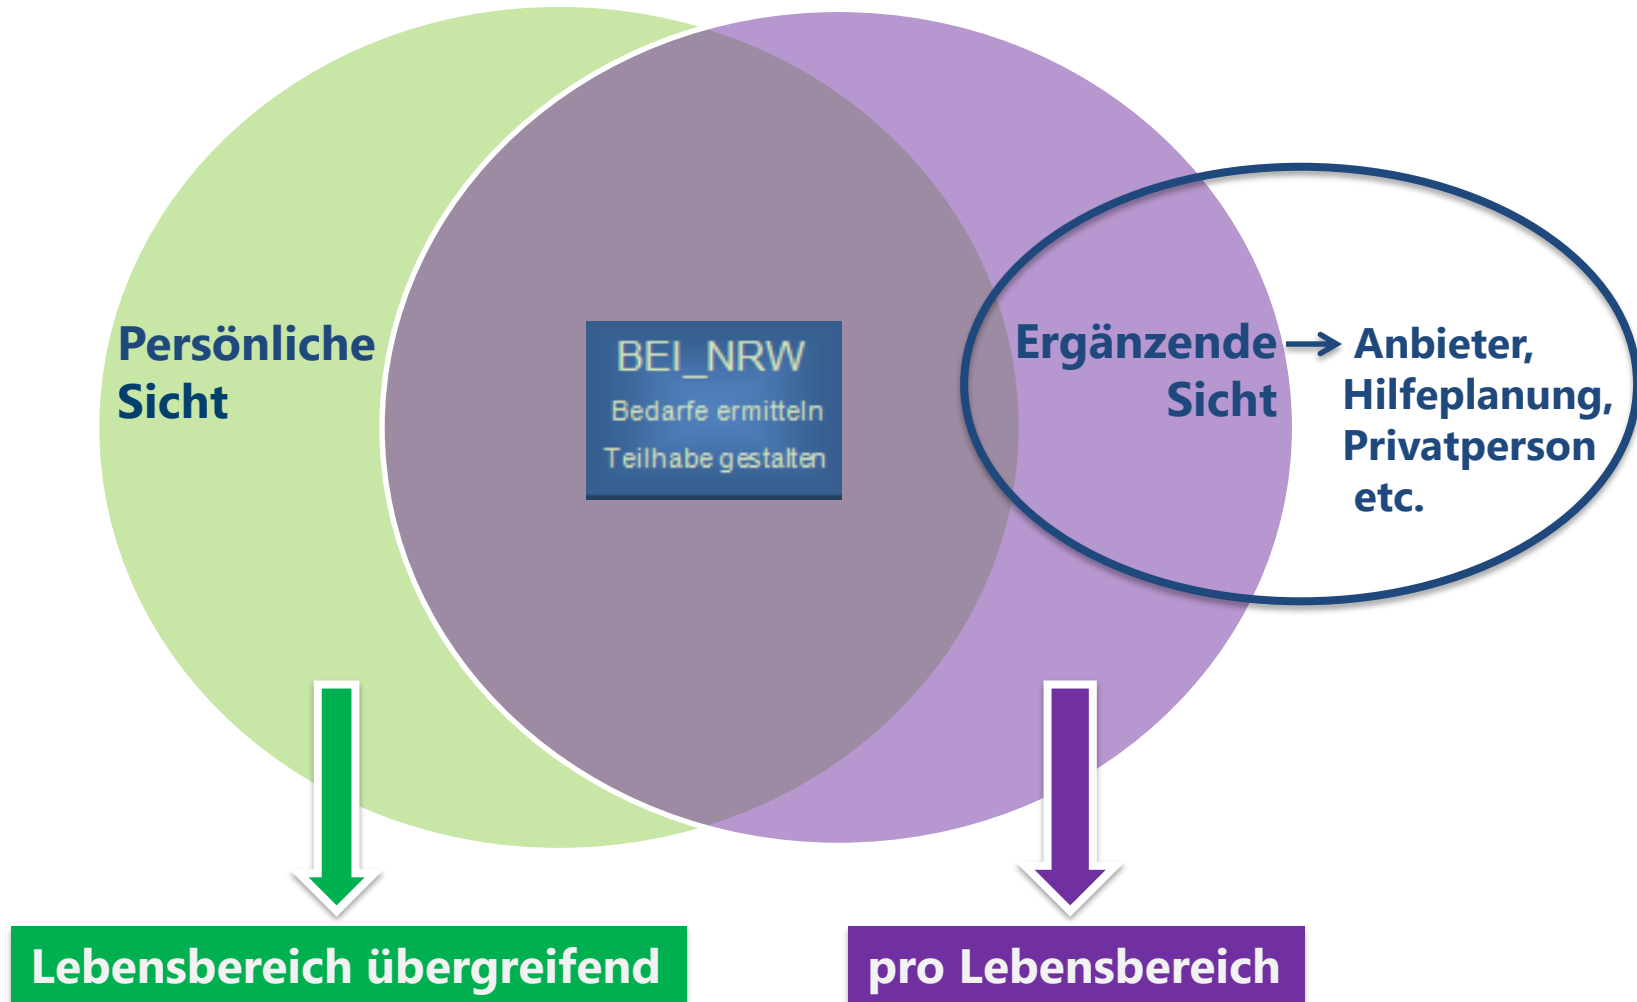 Persönliche
Sicht
BEI_NRW
Bedarfe ermitteln
Teilhabe gestalten
Ergänzende
Sicht
Anbieter,
Hilfeplanung,
Privatperson
etc.
Lebensbereich übergreifend
pro Lebensbereich